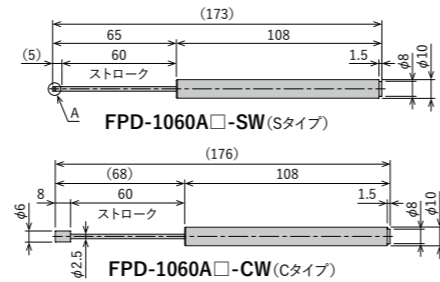 (173)
65
108
(5)
60
1.5
φ8
φ10
ストローク
A
FPD-1060A□-SW(Sタイプ)
(176)
(68)
108
8
60
1.5
φ6
φ8
φ10
ストローク
φ2.5
FPD-1060A□-CW(Cタイプ)